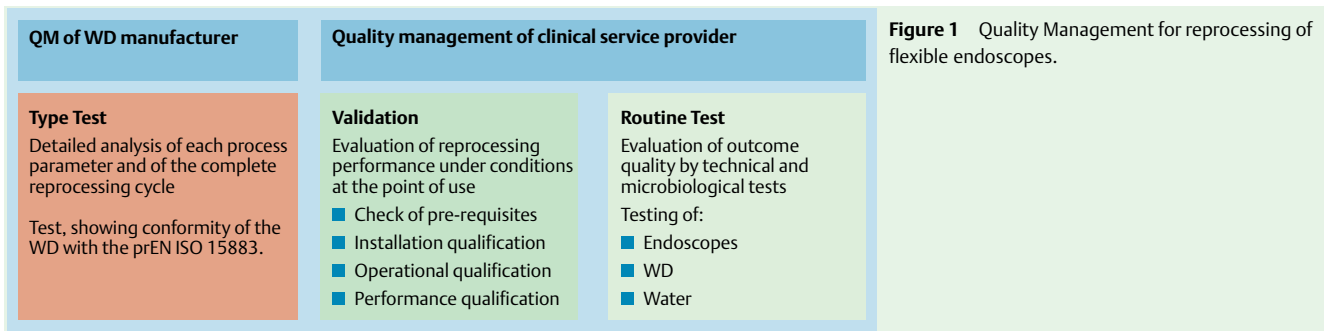 QM of WD manufacturer
Type Test
Detailed analysis of each process
parameter and of the complete
reprocessing cycle
Test, showing conformity of the
WD with the prEN ISO 15883.
Quality management of clinical service provider
Validation
Evaluation of reprocessing
performance under conditions
at the point of use
Check of pre-requisites
Installation qualification
Operational qualification
Performance qualification
Routine Test
Evaluation of outcome
quality by technical and
microbiological tests
Testing of:
Endoscopes
WD
Water
Figure 1 Quality Management for reprocessing of
flexible endoscopes.